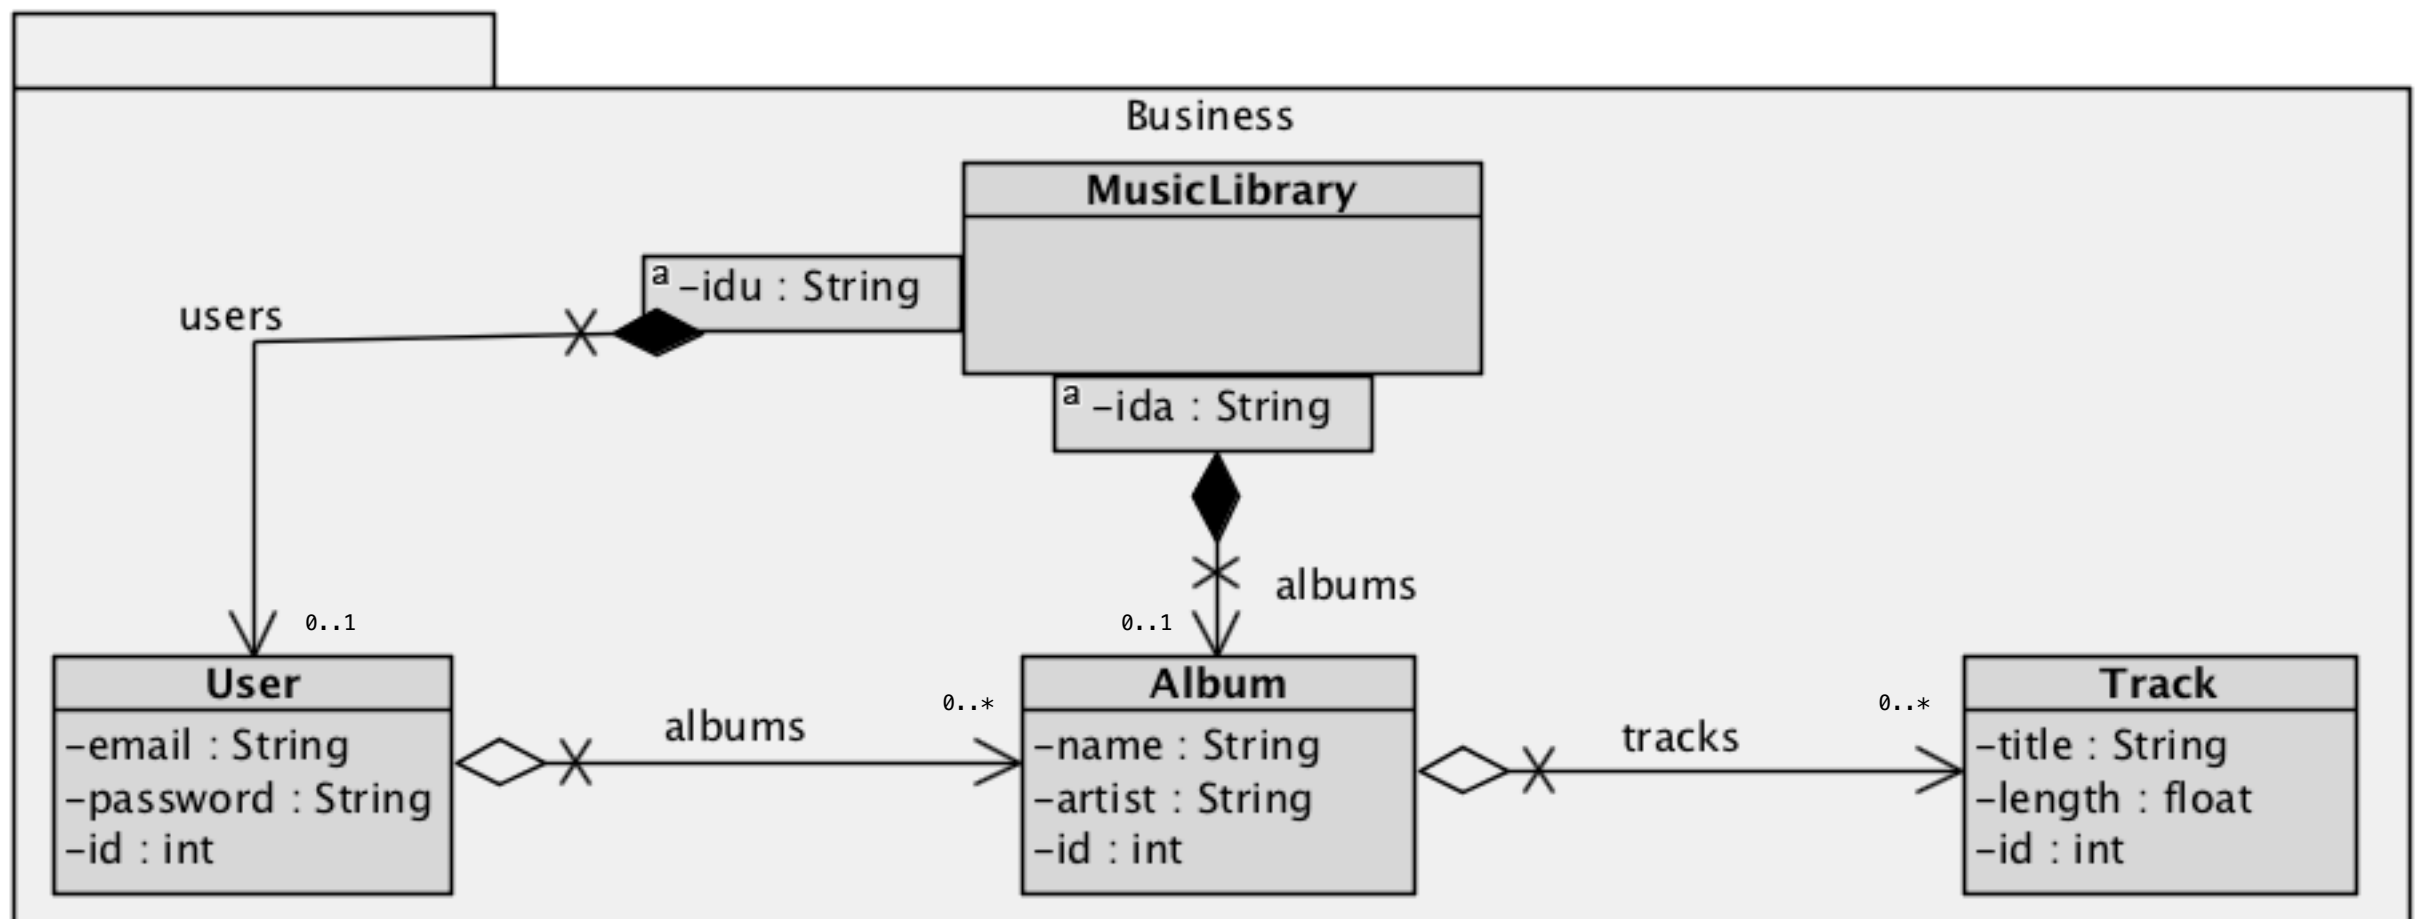 Business
MusicLibrary
a -idu : String
users
a -ida : String
albums
0..1
0..1
User
-email : String
-password : String
-id : int
albums
0..*
Album
-name : String
-artist : String
-id : int
tracks
0..*
Track
-title : String
-length : float
-id : int